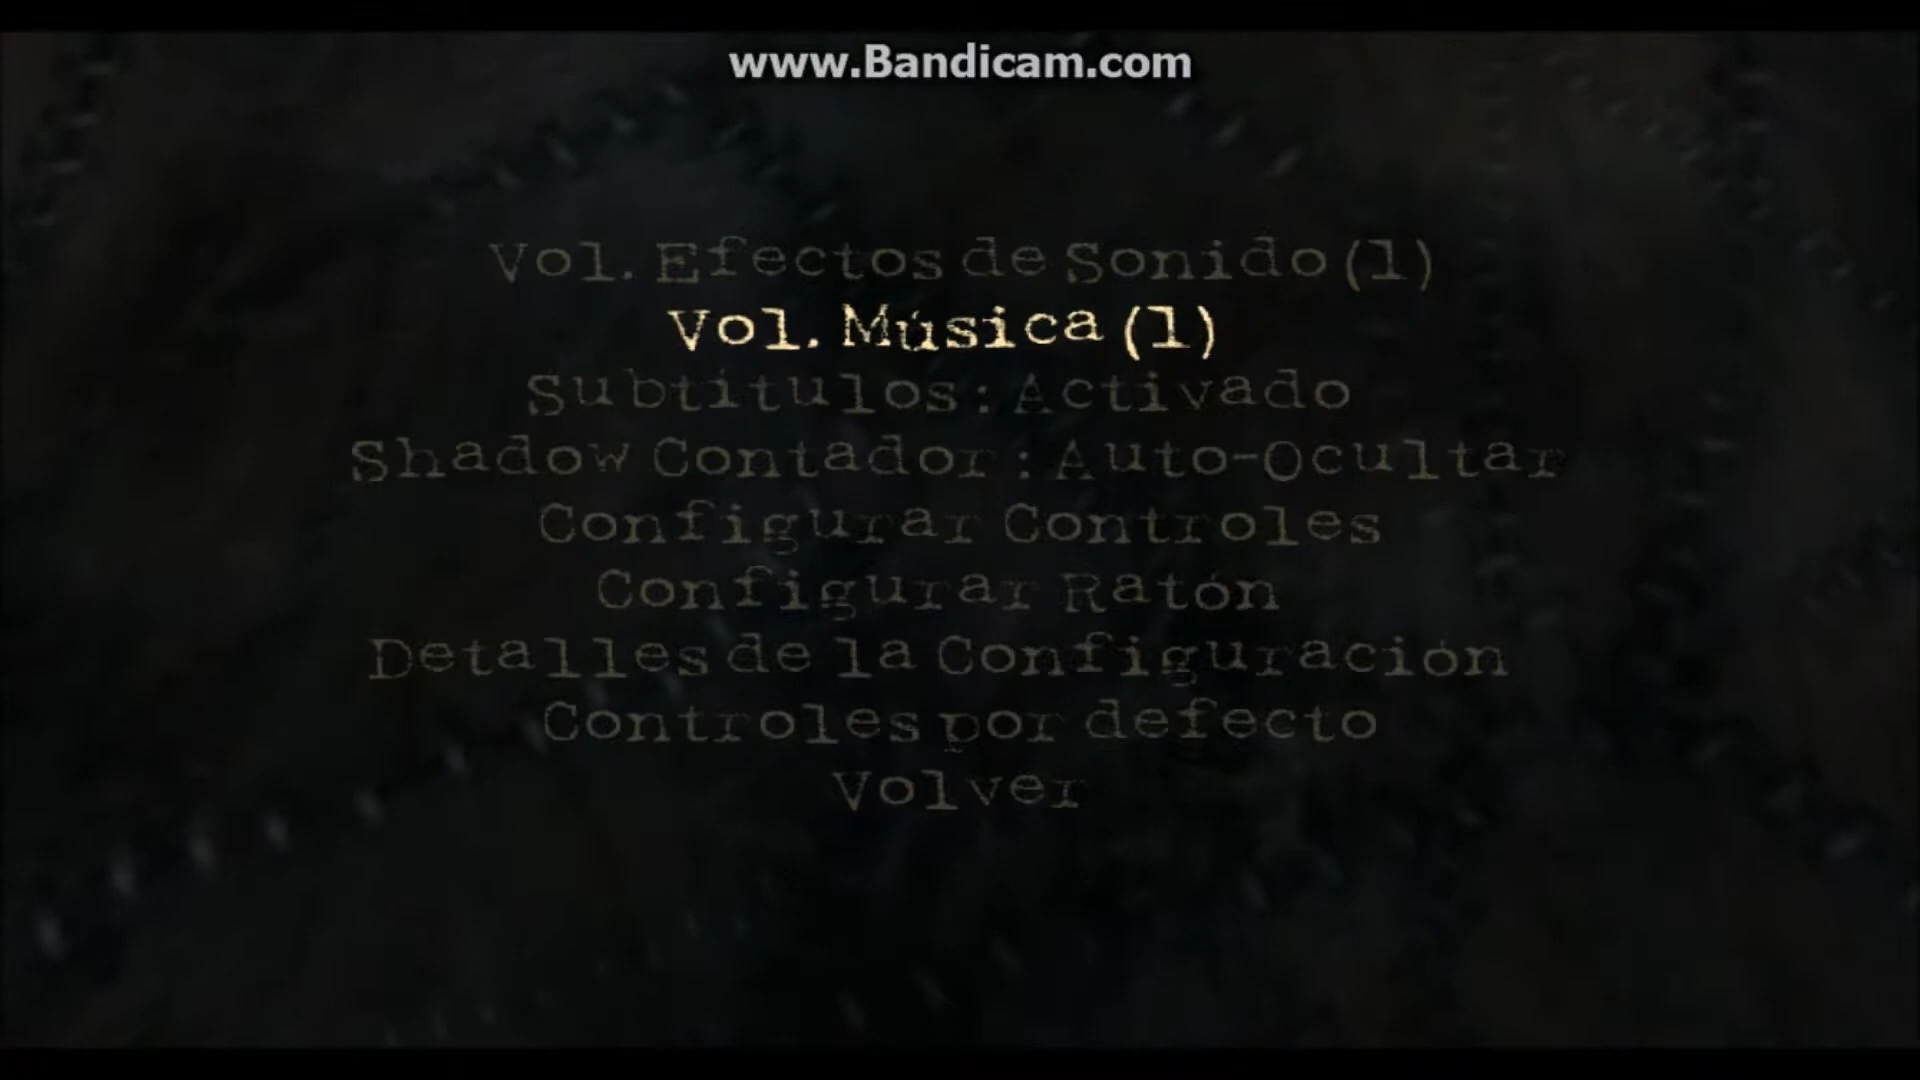 www.Bandicam.com
Vol. Efectos de Sonido (1)
Vol. Música (1)
Subtítulos: Activado
Shadow Contador: Auto-Ocultar
Configurar Controles
Configurar Ratón
Detalles de la Configuración
Controles por defecto
Volver